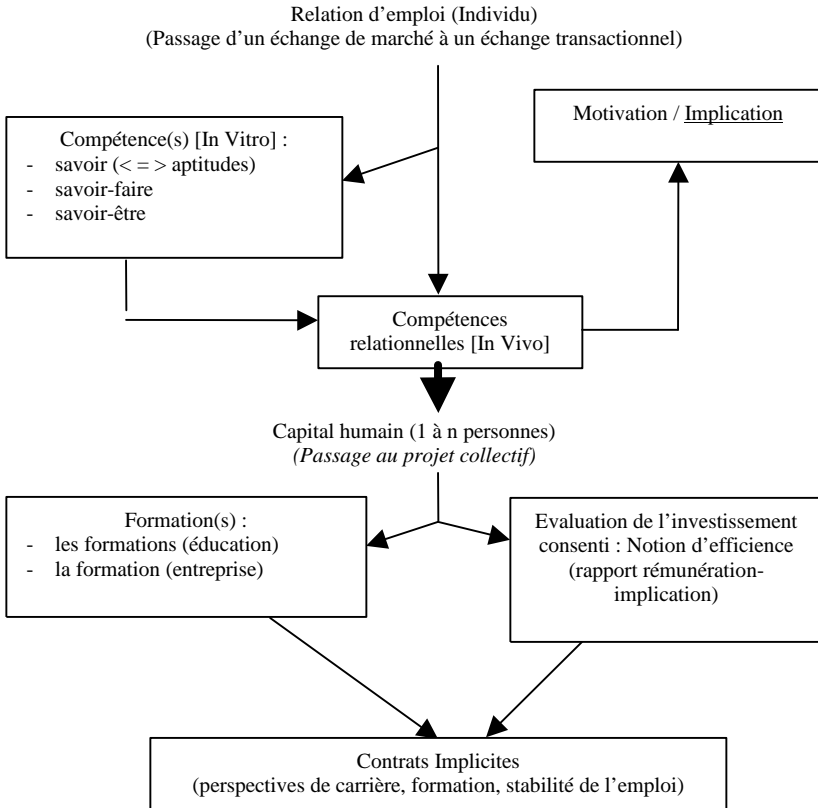 Relation d’emploi (Individu)
(Passage d’un échange de marché à un échange transactionnel)
Compétence(s) [In Vitro] :
- savoir (< = > aptitudes)
- savoir-faire
- savoir-être
Motivation / Implication
Compétences
relationnelles [In Vivo]
Capital humain (1 à n personnes)
(Passage au projet collectif)
Formation(s) :
- les formations (éducation)
- la formation (entreprise)
Evaluation de l’investissement
consenti : Notion d’efficience
(rapport rémunération-
implication)
Contrats Implicites
(perspectives de carrière, formation, stabilité de l’emploi)